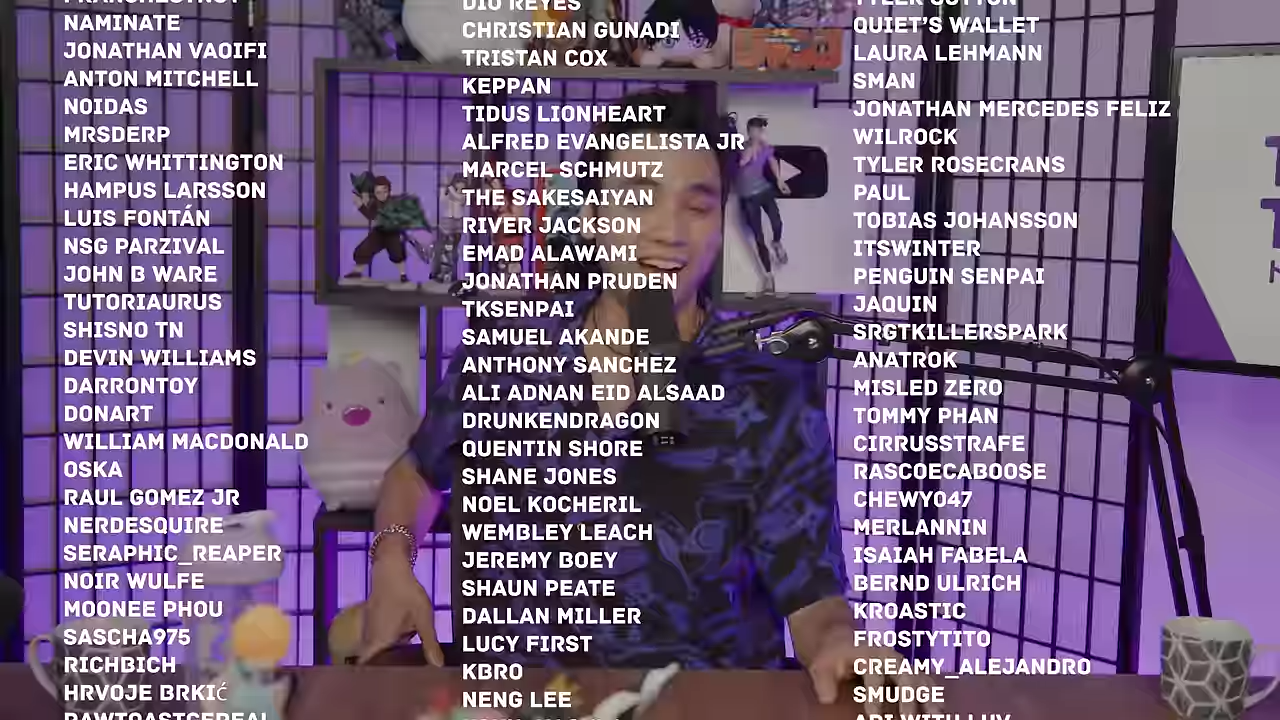 NAMINATE
JONATHAN VAOIFI
ANTON MITCHELL
NOIDAS
MRSDERP
ERIC WHITTINGTON
HAMPUS LARSSON
LUIS FONTÁN
NSG PARZIVAL
JOHN B WARE
TUTORIAURUS
SHISNO TN
DEVIN WILLIAMS
DARRONTOY
DONART
WILLIAM MACDONALD
OSKA
RAUL GOMEZ JR
NERDESQUIRE
SERAPHIC_REAPER
NOIR WULFE
MOONEE PHOU
SASCHA975
RICHBICH
HRVOJE BRKIĆ
RAWTOASTCEREAL
DIO REYES
CHRISTIAN GUNADI
TRISTAN COX
KEPPAN
TIDUS LIONHEART
ALFRED EVANGELISTA JR
MARCEL SCHMUTZ
THE SAKESAIYAN
RIVER JACKSON
EMAD ALAWAMI
JONATHAN PRUDEN
TKSENPAI
SAMUEL AKANDE
ANTHONY SANCHEZ
ALI ADNAN EID ALSAAD
DRUNKENDRAGON
QUENTIN SHORE
SHANE JONES
NOEL KOCHERIL
WEMBLEY LEACH
JEREMY BOEY
SHAUN PEATE
DALLAN MILLER
LUCY FIRST
KBRO
NENG LEE
TYLER SUTTON
QUIET'S WALLET
LAURA LEHMANN
SMAN
JONATHAN MERCEDES FELIZ
WILROCK
TYLER ROSECRANS
PAUL
TOBIAS JOHANSSON
ITSWINTER
PENGUIN SENPAI
JAQUIN
SRGTKILLERSPARK
ANATROK
MISLED ZERO
TOMMY PHAN
CIRRUSSTRAFE
RASCOECABOOSE
CHEWY047
MERLANNIN
ISAIAH FABELA
BERND ULRICH
KROASTIC
FROSTYTITO
CREAMY_ALEJANDRO
SMUDGE